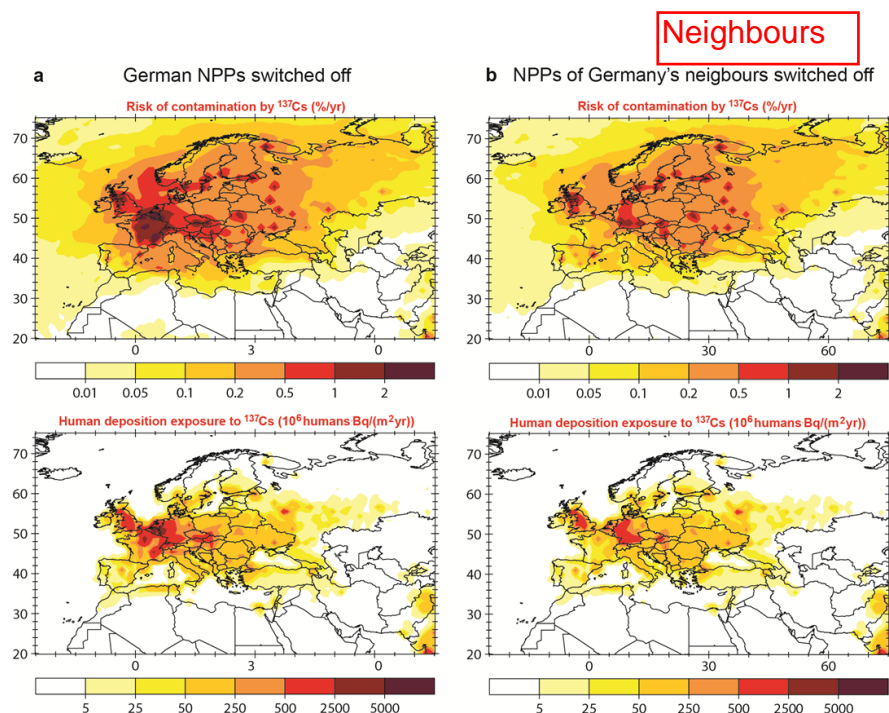 Neighbours
a German NPPs switched off
b NPPs of Germany's neigbours switched off
Risk of contamination by ¹³⁷Cs (%/yr)
Risk of contamination by ¹³⁷Cs (%/yr)
70
60
50
40
30
20
0 3 0
70
60
50
40
30
20
0 30 60
0.01 0.05 0.1 0.2 0.5 1 2
0.01 0.05 0.1 0.2 0.5 1 2
Human deposition exposure to ¹³⁷Cs (10⁶ humans Bq/(m² yr))
Human deposition exposure to ¹³⁷Cs (10⁶ humans Bq/(m² yr))
70
60
50
40
30
20
0 3 0
70
60
50
40
30
20
0 30 60
5 25 50 250 500 2500 5000
5 25 50 250 500 2500 5000